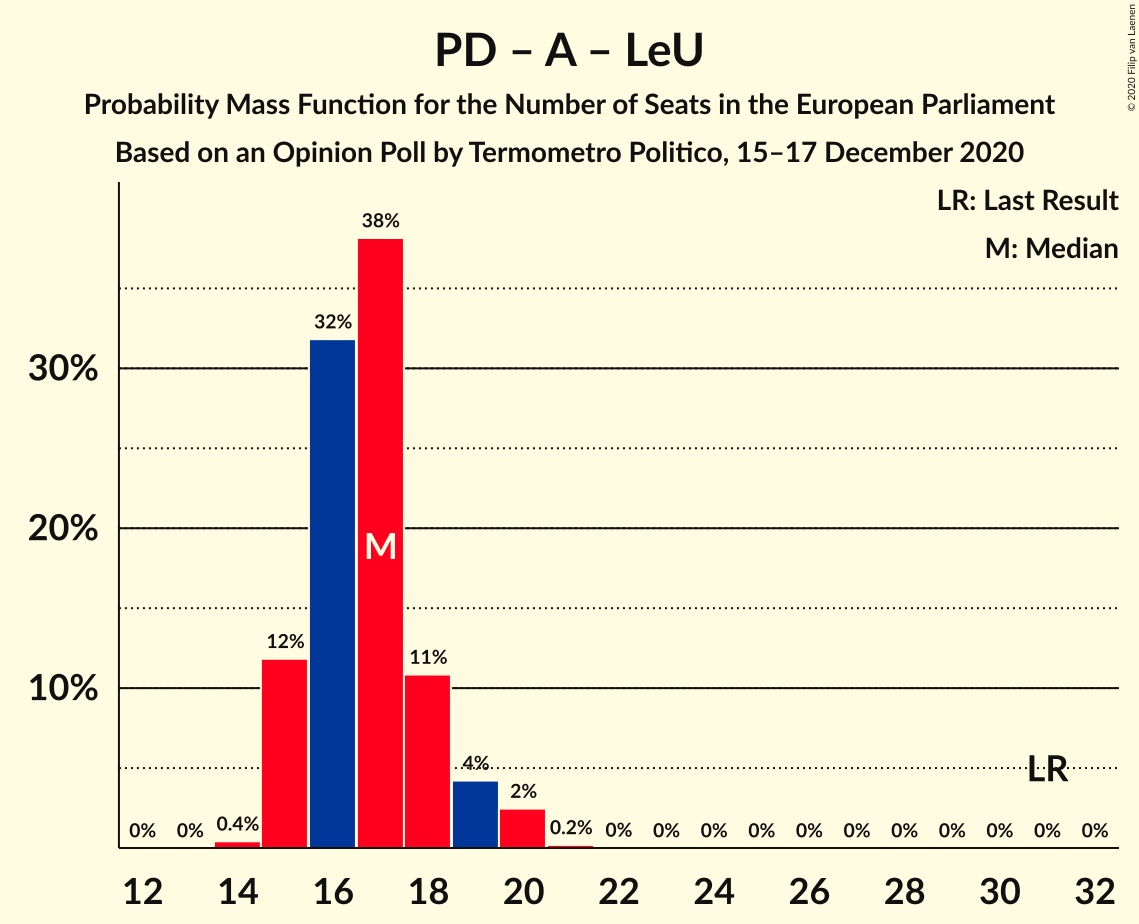 PD – A – LeU
Probability Mass Function for the Number of Seats in the European Parliament
Based on an Opinion Poll by Termometro Politico, 15–17 December 2020
© 2020 Filip van Laenen
LR: Last Result
M: Median
38%
32%
30%
20%
M
12%
11%
10%
4%
LR
2%
0% 0% 0.4% 0.2% 0% 0% 0% 0% 0% 0% 0% 0% 0% 0% 0%
12 14 16 18 20 22 24 26 28 30 32